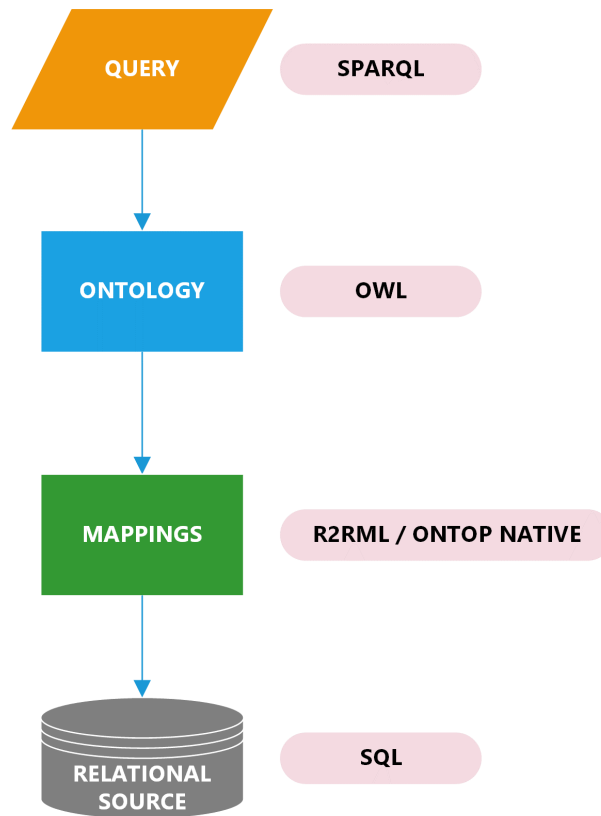 QUERY
SPARQL
ONTOLOGY
OWL
MAPPINGS
R2RML / ONTOP NATIVE
RELATIONAL
SOURCE
SQL